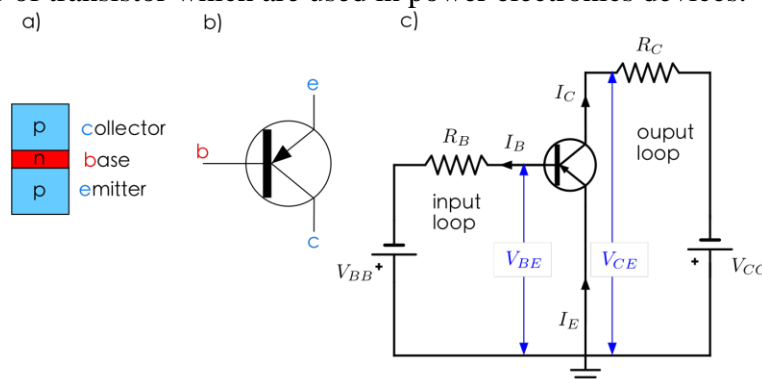 of transistor which are used in power electronics devices.
a)
b)
c)
p
collector
n
base
p
emitter
e
b
c
R_C
I_C
ouput
loop
R_B
I_B
input
loop
V_BB
+
V_BE
V_CE
+
V_CC
I_E